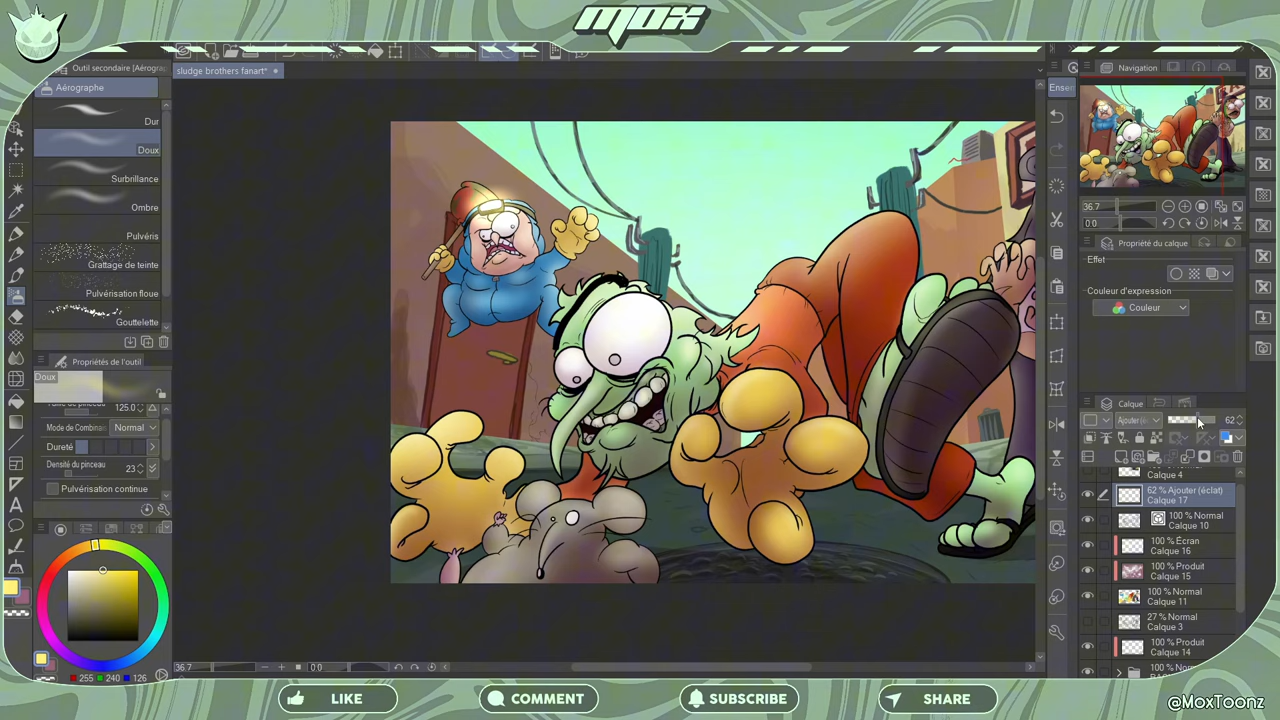 MOX
Outil secondaire [Aérogra
Aérographe
Dur
Doux
Surbrillance
Ombre
Pulvéris
Grattage de teinte
Pulvérisation floue
Gouttelette
Propriétés de l'outil
Doux
125.0
Mode de Combinai Normal
Dureté
Densité du pinceau 23
Pulvérisation continue
255 240 126
sludge brothers fanart*
36.7 0.0
Enser
Navigation
36.7
0.0
Propriété du calque
Effet
Couleur d'expression
Couleur
Calque
Ajouter (é 62
Calque 4
62 % Ajouter (éclat)
Calque 17
100 % Normal
Calque 10
100 % Écran
Calque 16
100 % Produit
Calque 15
100 % Normal
Calque 11
27 % Normal
Calque 3
100 % Produit
Calque 14
LIKE
COMMENT
SUBSCRIBE
SHARE
@MoxToonz